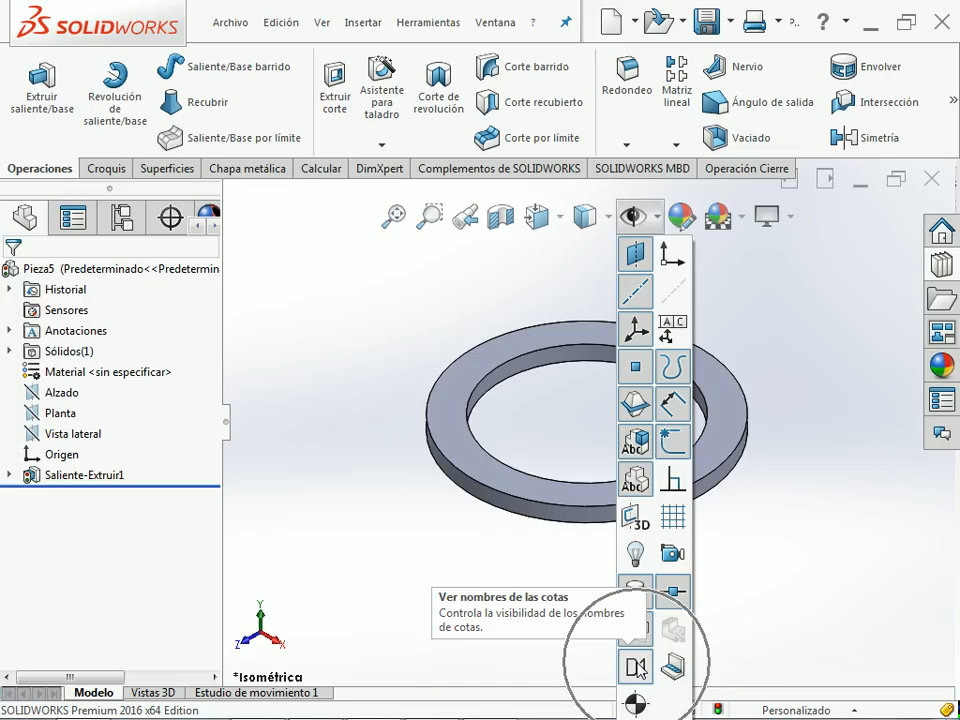 SOLIDWORKS
Archivo Edición Ver Insertar Herramientas Ventana ? P.. ?
Extruir saliente/base
Revolución de saliente/base
Saliente/Base barrido
Recubrir
Saliente/Base por límite
Extruir corte
Asistente para taladro
Corte de revolución
Corte barrido
Corte recubierto
Corte por límite
Redondeo
Matriz lineal
Nervio
Ángulo de salida
Vaciado
Envolver
Intersección
Simetría
Operaciones Croquis Superficies Chapa metálica Calcular DimXpert Complementos de SOLIDWORKS SOLIDWORKS MBD Operación Cierre
Pieza5 (Predeterminado<<Predetermin
Historial
Sensores
Anotaciones
Sólidos(1)
Material <sin especificar>
Alzado
Planta
Vista lateral
Origen
Saliente-Extruir1
A C
Abc
Abc
3D
Ver nombres de las cotas
Controla la visibilidad de los nombres
de cotas.
Y
Z X
*Isométrica
Modelo Vistas 3D Estudio de movimiento 1
SOLIDWORKS Premium 2016 x64 Edition Personalizado